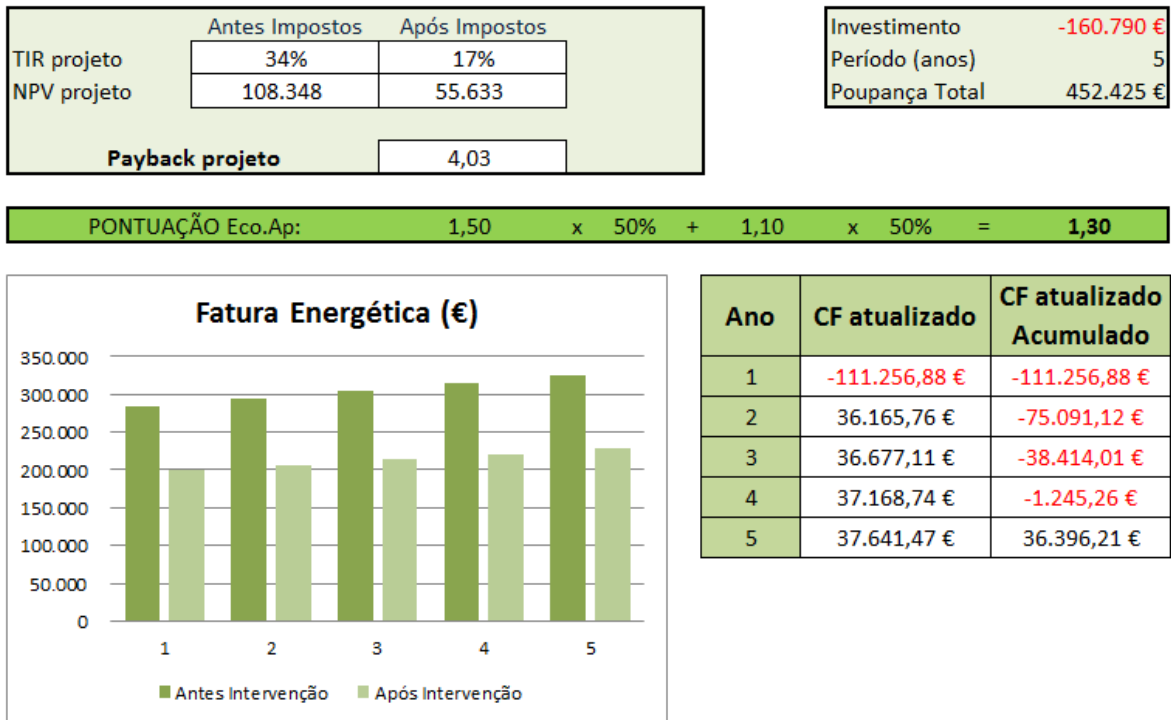 Antes Impostos Após Impostos
TIR projeto 34% 17%
NPV projeto 108.348 55.633
Payback projeto 4,03
Investimento -160.790 €
Período (anos) 5
Poupança Total 452.425 €
PONTUAÇÃO Eco.Ap: 1,50 x 50% + 1,10 x 50% = 1,30
Fatura Energética (€)
350.000
300.000
250.000
200.000
150.000
100.000
50.000
0
1 2 3 4 5
Antes Intervenção Após Intervenção
Ano CF atualizado CF atualizado
Acumulado
1 -111.256,88 € -111.256,88 €
2 36.165,76 € -75.091,12 €
3 36.677,11 € -38.414,01 €
4 37.168,74 € -1.245,26 €
5 37.641,47 € 36.396,21 €